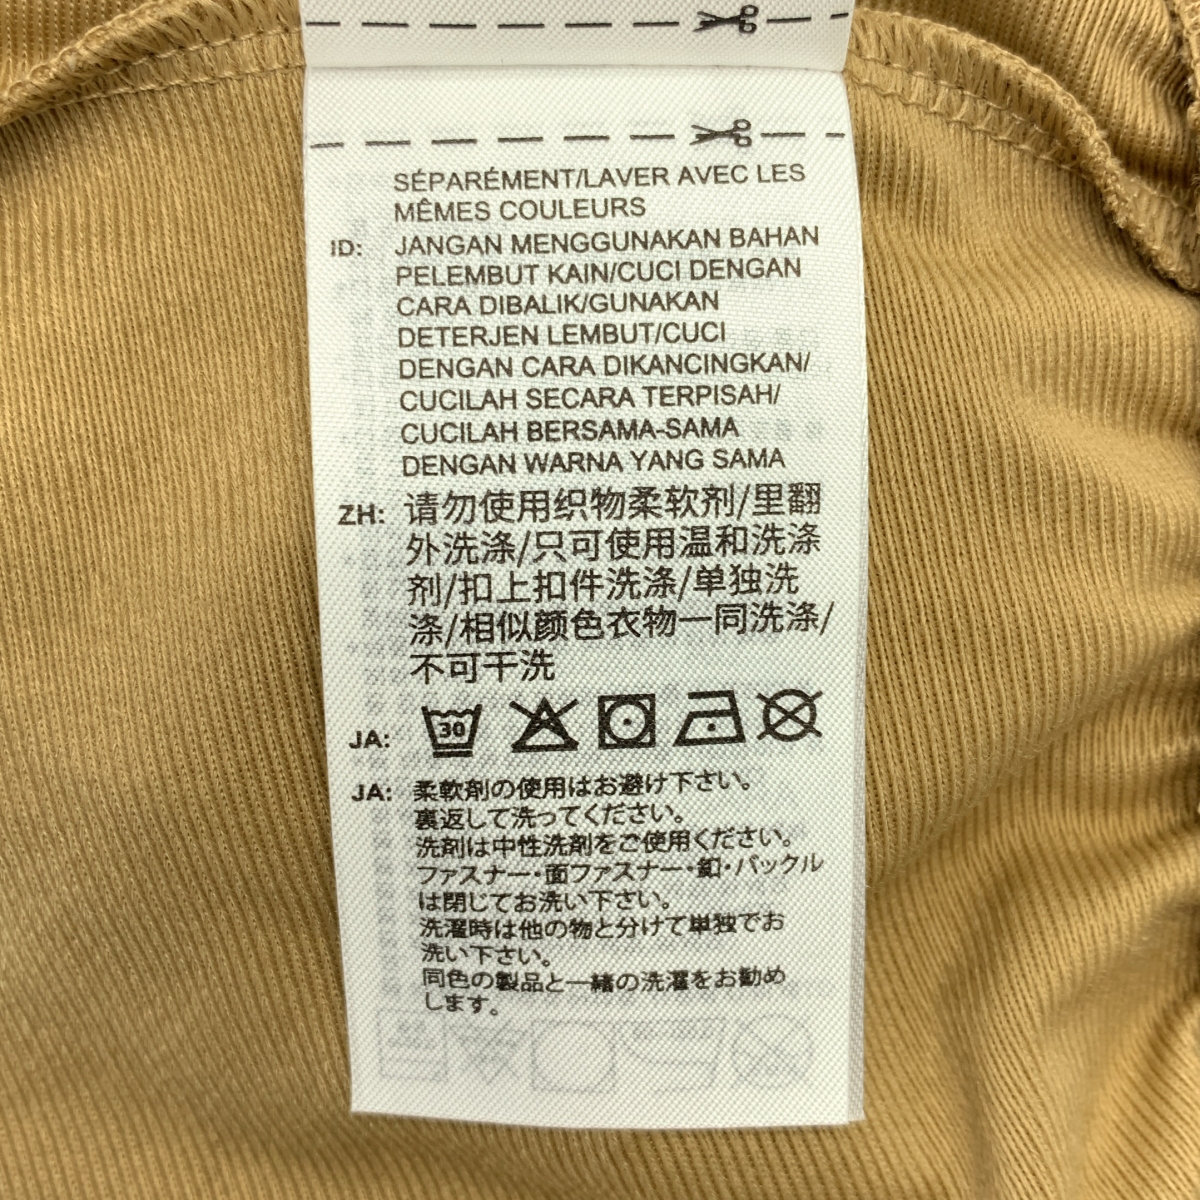 SÉPARÉMENT/LAVER AVEC LES
MÊMES COULEURS
ID: JANGAN MENGGUNAKAN BAHAN
PELEMBUT KAIN/CUCI DENGAN
CARA DIBALIK/GUNAKAN
DETERJEN LEMBUT/CUCI
DENGAN CARA DIKANCINGKAN/
CUCILAH SECARA TERPISAH/
CUCILAH BERSAMA-SAMA
DENGAN WARNA YANG SAMA
ZH: 请勿使用织物柔软剂/里翻
外洗涤/只可使用温和洗涤
剂/扣上扣件洗涤/单独洗
涤/相似颜色衣物一同洗涤/
不可干洗
JA: 30
JA: 柔軟剤の使用はお避け下さい。
裏返して洗ってください。
洗剤は中性洗剤をご使用ください。
ファスナー・面ファスナー・釦・バックル
は閉じてお洗い下さい。
洗濯時は他の物と分けて単独でお
洗い下さい。
同色の製品と一緒の洗濯をお勧め
します。